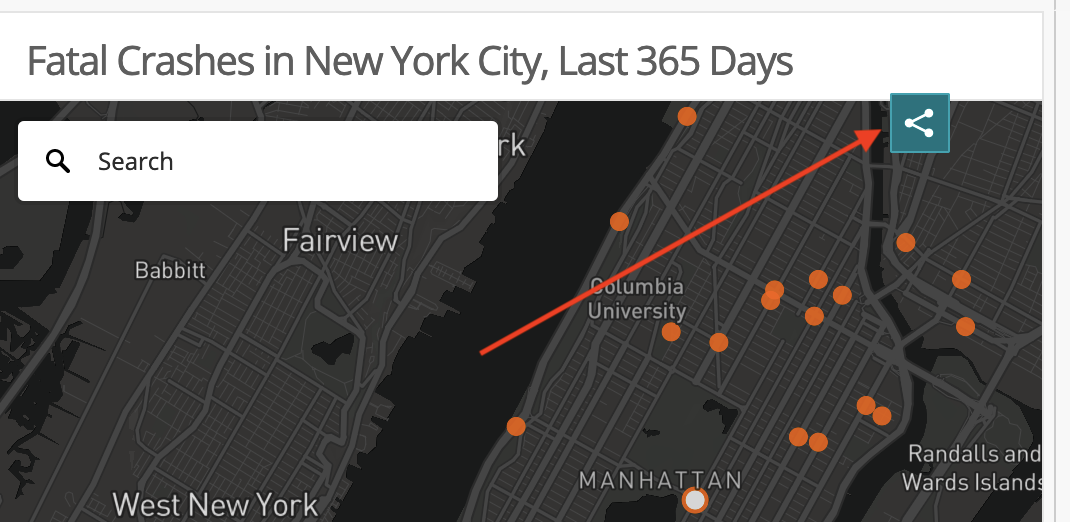 Fatal Crashes in New York City, Last 365 Days
Search
rk
Fairview
Babbitt
Columbia
University
MANHATTAN
Randalls and
Wards Islands
West New York